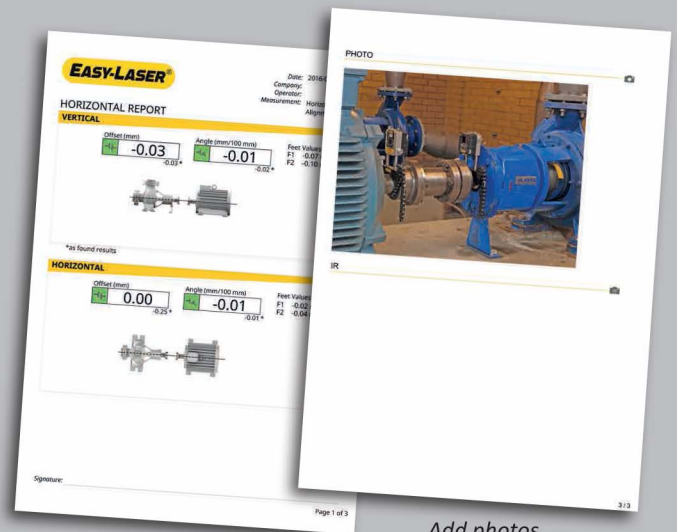 EASY-LASER®
Date: 2016-0
Company:
Operator:
Measurement: Horizo
Alignm
HORIZONTAL REPORT
VERTICAL
Offset (mm)
-0.03
-0.03 *
Angle (mm/100 mm)
-0.01
-0.02 *
Feet Values
F1 -0.07
F2 -0.10
*as found results
HORIZONTAL
Offset (mm)
0.00
-0.25 *
Angle (mm/100 mm)
-0.01
-0.01 *
Feet Values
F1 -0.02
F2 -0.04
Signature:
Page 1 of 3
PHOTO
IR
3 / 3
Add photos